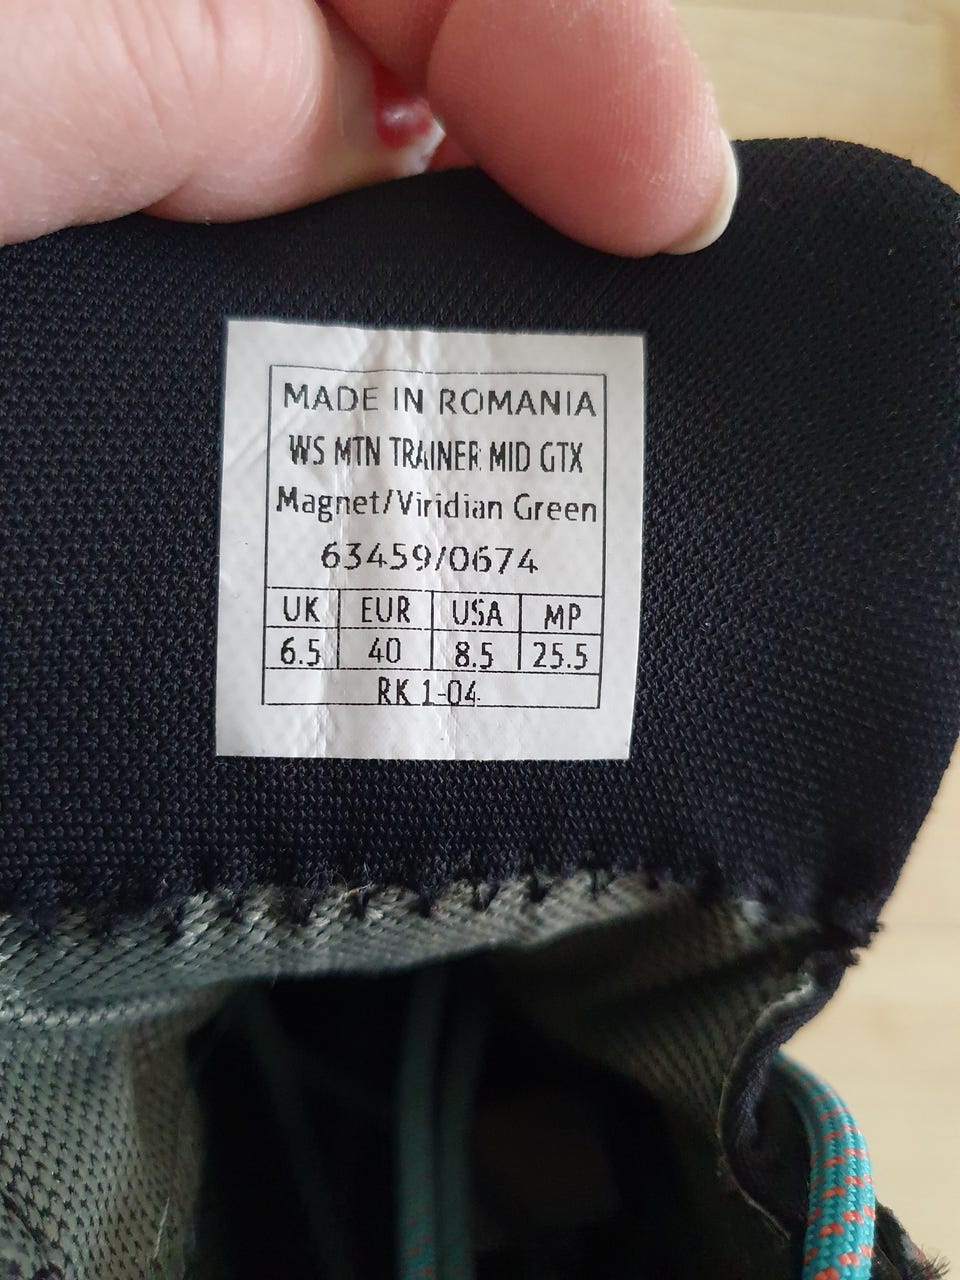 MADE IN ROMANIA
WS MTN TRAINER MID GTX
Magnet/Viridian Green
63459/0674
UK EUR USA MP
6.5 40 8.5 25.5
RK 1-04